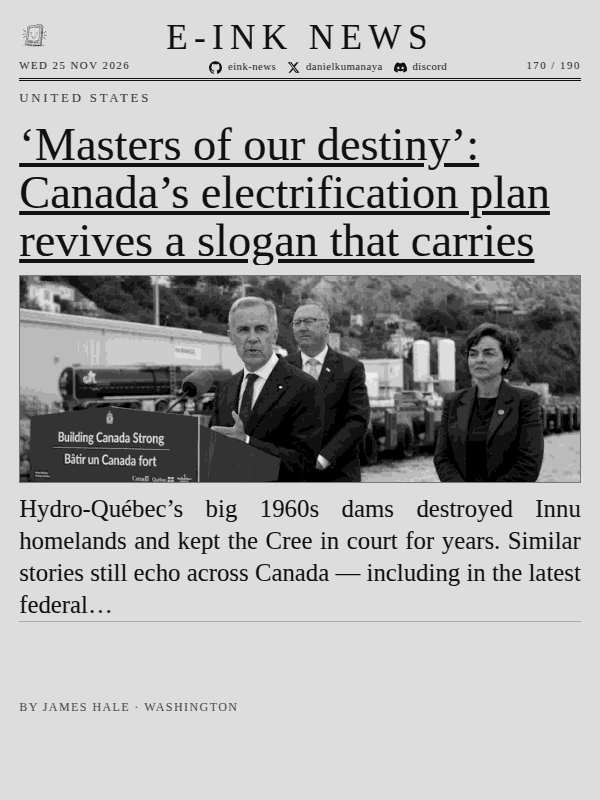 E-INK NEWS
WED 25 NOV 2026
eink-news danielkumanaya discord
170 / 190
UNITED STATES
‘Masters of our destiny’:
Canada’s electrification plan
revives a slogan that carries
Building Canada Strong
Bâtir un Canada fort
Canada Québec
Hydro-Québec’s big 1960s dams destroyed Innu
homelands and kept the Cree in court for years. Similar
stories still echo across Canada — including in the latest
federal…
BY JAMES HALE · WASHINGTON